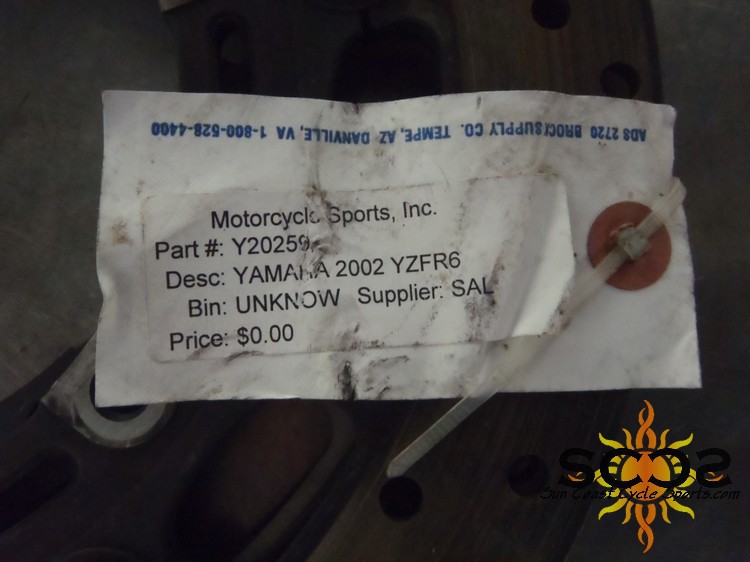 ADS 2720 BROCKSUPPLY CO. TEMPE, AZ DANVILLE, VA 1-800-528-4400
Motorcycle Sports, Inc.
Part #: Y20259
Desc: YAMAHA 2002 YZFR6
Bin: UNKNOW Supplier: SAL
Price: $0.00
SCCS
Sun Coast Cycle Sports.com